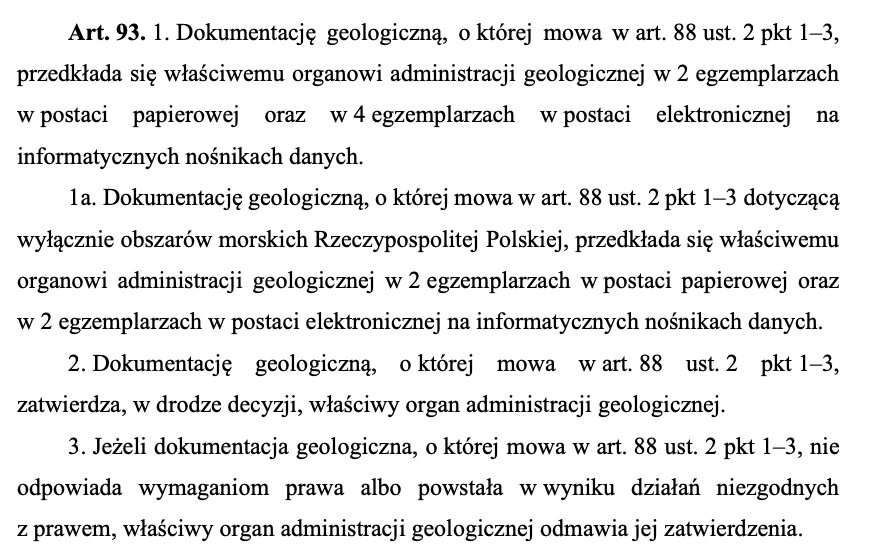 Art. 93. 1. Dokumentację geologiczną, o której mowa w art. 88 ust. 2 pkt 1–3,
przedkłada się właściwemu organowi administracji geologicznej w 2 egzemplarzach
w postaci papierowej oraz w 4 egzemplarzach w postaci elektronicznej na
informatycznych nośnikach danych.
1a. Dokumentację geologiczną, o której mowa w art. 88 ust. 2 pkt 1–3 dotyczącą
wyłącznie obszarów morskich Rzeczypospolitej Polskiej, przedkłada się właściwemu
organowi administracji geologicznej w 2 egzemplarzach w postaci papierowej oraz
w 2 egzemplarzach w postaci elektronicznej na informatycznych nośnikach danych.
2. Dokumentację geologiczną, o której mowa w art. 88 ust. 2 pkt 1–3,
zatwierdza, w drodze decyzji, właściwy organ administracji geologicznej.
3. Jeżeli dokumentacja geologiczna, o której mowa w art. 88 ust. 2 pkt 1–3, nie
odpowiada wymaganiom prawa albo powstała w wyniku działań niezgodnych
z prawem, właściwy organ administracji geologicznej odmawia jej zatwierdzenia.